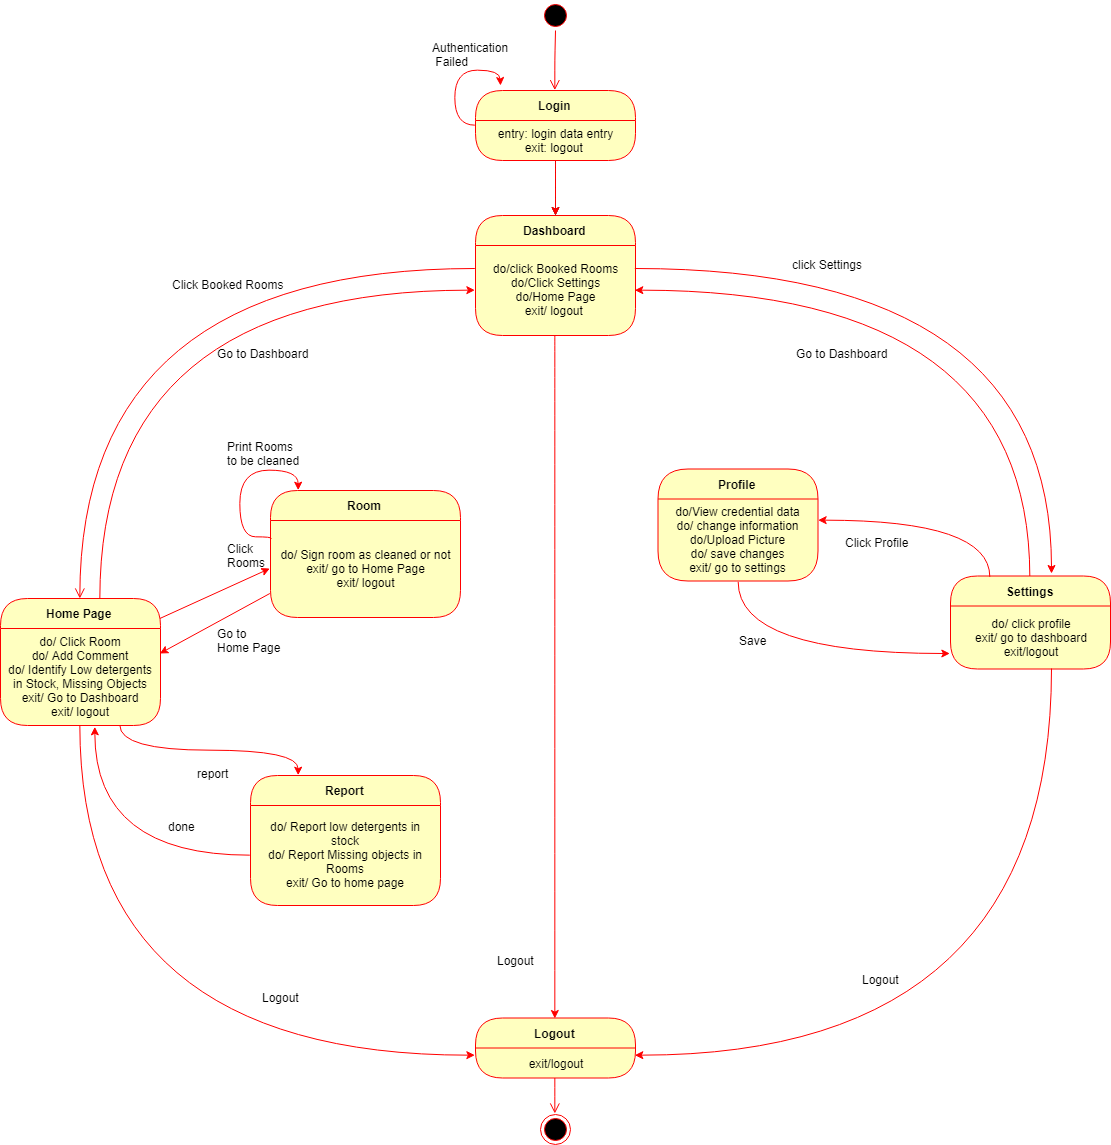 Authentication
Failed
Login
entry: login data entry
exit: logout
Dashboard
do/click Booked Rooms
do/Click Settings
do/Home Page
exit/ logout
click Settings
Click Booked Rooms
Go to Dashboard
Go to Dashboard
Print Rooms
to be cleaned
Room
do/ Sign room as cleaned or not
exit/ go to Home Page
exit/ logout
Profile
do/View credential data
do/ change information
do/Upload Picture
do/ save changes
exit/ go to settings
Click Profile
Click
Rooms
Settings
do/ click profile
exit/ go to dashboard
exit/logout
Save
Go to
Home Page
Home Page
do/ Click Room
do/ Add Comment
do/ Identify Low detergents
in Stock, Missing Objects
exit/ Go to Dashboard
exit/ logout
report
Report
do/ Report low detergents in
stock
do/ Report Missing objects in
Rooms
exit/ Go to home page
done
Logout
Logout
Logout
Logout
exit/logout